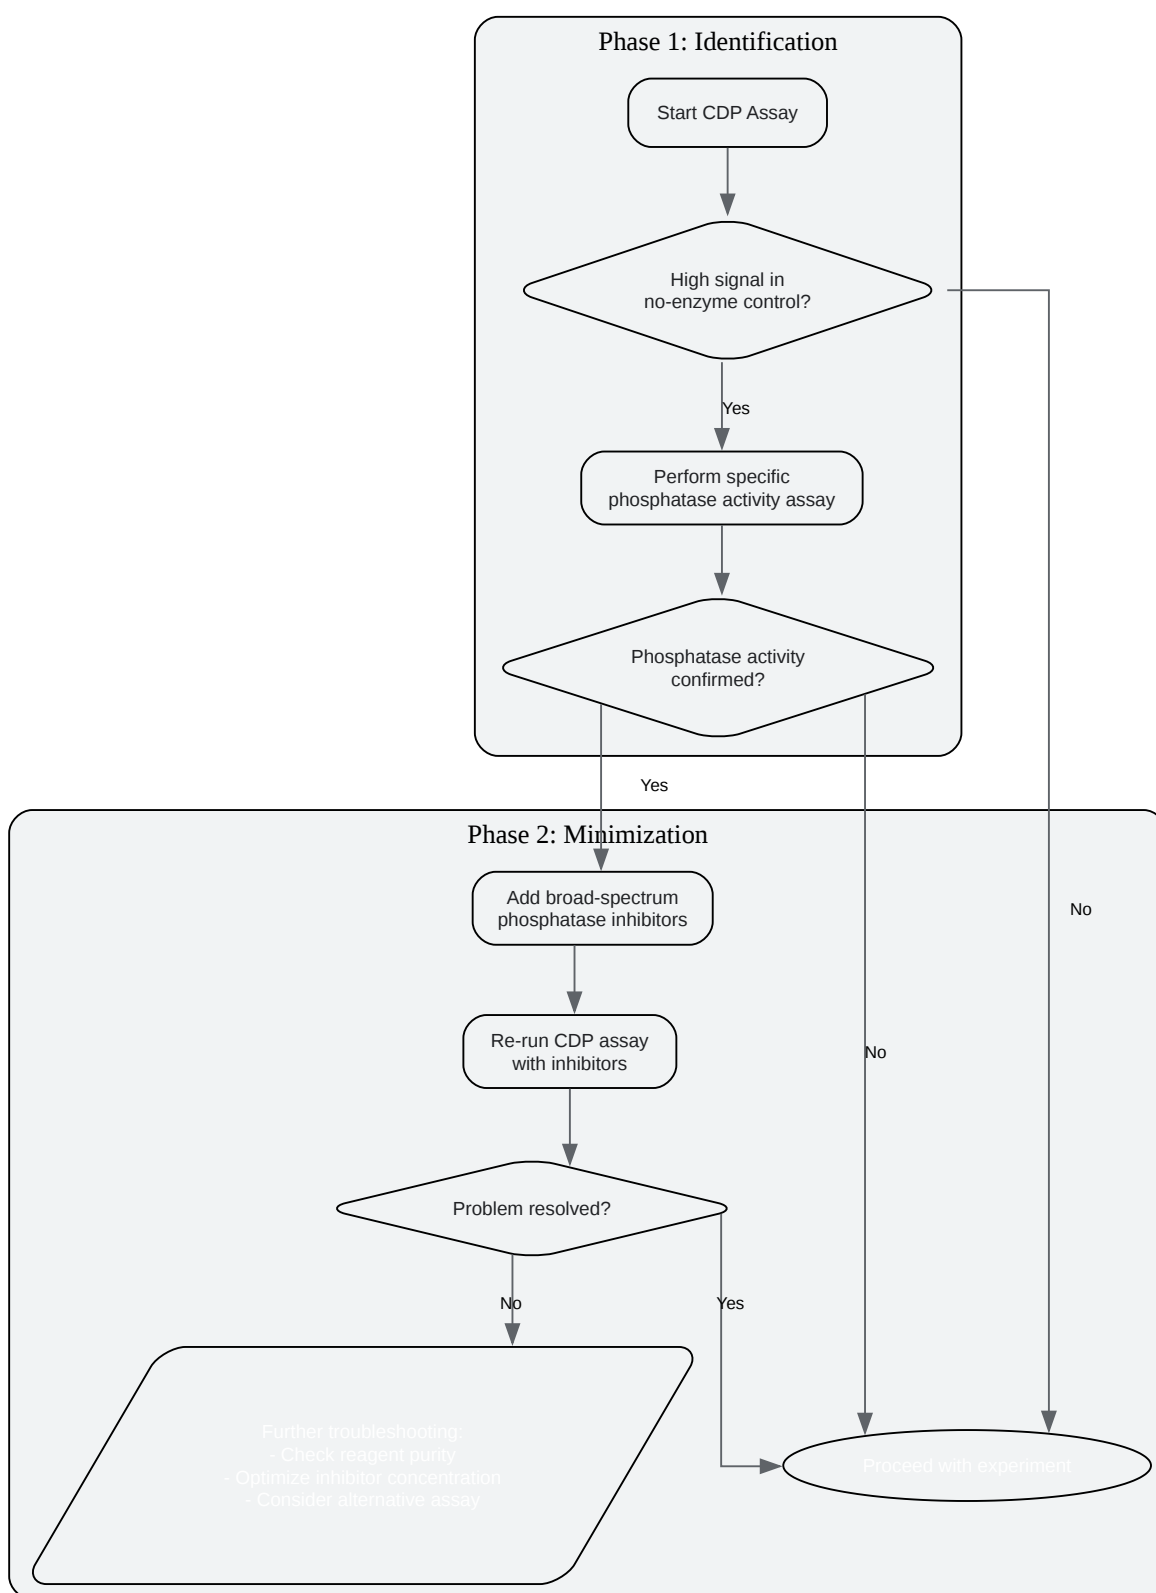 Phase 1: Identification
Start CDP Assay
High signal in
no-enzyme control?
Yes
Perform specific
phosphatase activity assay
Phosphatase activity
confirmed?
Yes
Phase 2: Minimization
Add broad-spectrum
phosphatase inhibitors
No
Re-run CDP assay
with inhibitors
No
Problem resolved?
No
Yes
Further troubleshooting:
- Check reagent purity
- Optimize inhibitor concentration
- Consider alternative assay
Proceed with experiment